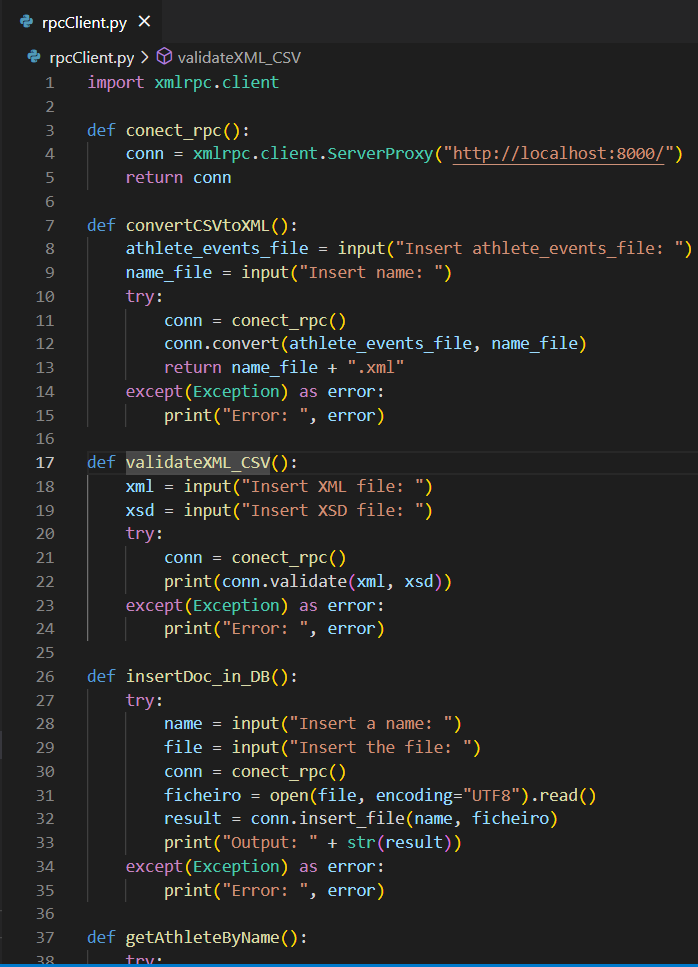 rpcClient.py
rpcClient.py > validateXML_CSV
1 import xmlrpc.client
2
3 def conect_rpc():
4     conn = xmlrpc.client.ServerProxy("http://localhost:8000/")
5     return conn
6
7 def convertCSVtoXML():
8     athlete_events_file = input("Insert athlete_events_file: ")
9     name_file = input("Insert name: ")
10     try:
11         conn = conect_rpc()
12         conn.convert(athlete_events_file, name_file)
13         return name_file + ".xml"
14     except(Exception) as error:
15         print("Error: ", error)
16
17 def validateXML_CSV():
18     xml = input("Insert XML file: ")
19     xsd = input("Insert XSD file: ")
20     try:
21         conn = conect_rpc()
22         print(conn.validate(xml, xsd))
23     except(Exception) as error:
24         print("Error: ", error)
25
26 def insertDoc_in_DB():
27     try:
28         name = input("Insert a name: ")
29         file = input("Insert the file: ")
30         conn = conect_rpc()
31         ficheiro = open(file, encoding="UTF8").read()
32         result = conn.insert_file(name, ficheiro)
33         print("Output: " + str(result))
34     except(Exception) as error:
35         print("Error: ", error)
36
37 def getAthleteByName():
38     try: